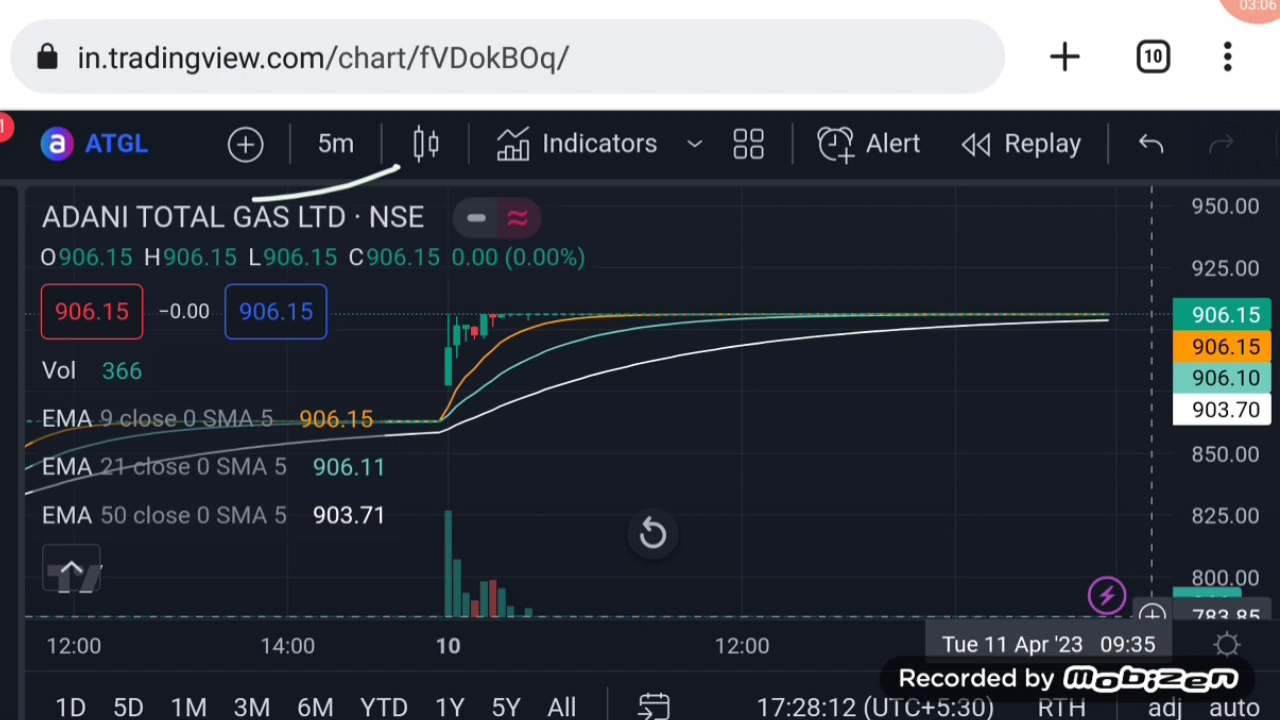 03:06
in.tradingview.com/chart/fVDokBOq/
10
1
a ATGL 5m Indicators Alert Replay
ADANI TOTAL GAS LTD · NSE
O906.15 H906.15 L906.15 C906.15 0.00 (0.00%)
906.15 −0.00 906.15
Vol 366
EMA 9 close 0 SMA 5 906.15
EMA 21 close 0 SMA 5 906.11
EMA 50 close 0 SMA 5 903.71
950.00
925.00
906.15
906.15
906.10
903.70
850.00
825.00
800.00
783.85
12:00 14:00 10 12:00 Tue 11 Apr '23 09:35
Recorded by mobizen
1D 5D 1M 3M 6M YTD 1Y 5Y All 17:28:12 (UTC+5:30) RTH adj auto